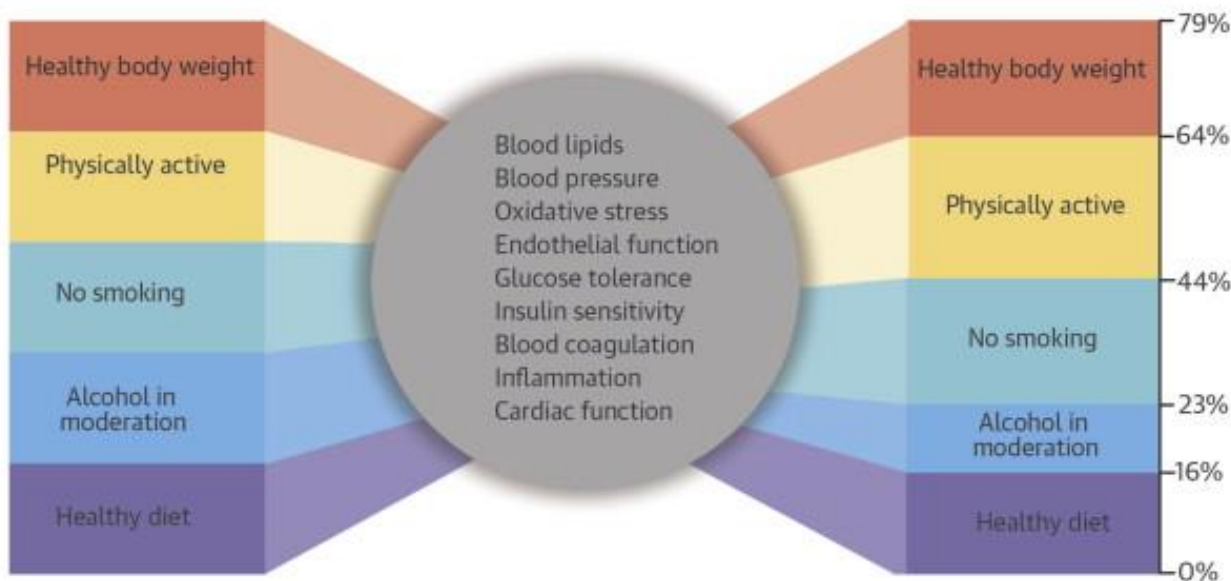 Healthy body weight
Physically active
No smoking
Alcohol in
moderation
Healthy diet
Blood lipids
Blood pressure
Oxidative stress
Endothelial function
Glucose tolerance
Insulin sensitivity
Blood coagulation
Inflammation
Cardiac function
Healthy body weight
Physically active
No smoking
Alcohol in
moderation
Healthy diet
79%
64%
44%
23%
16%
0%